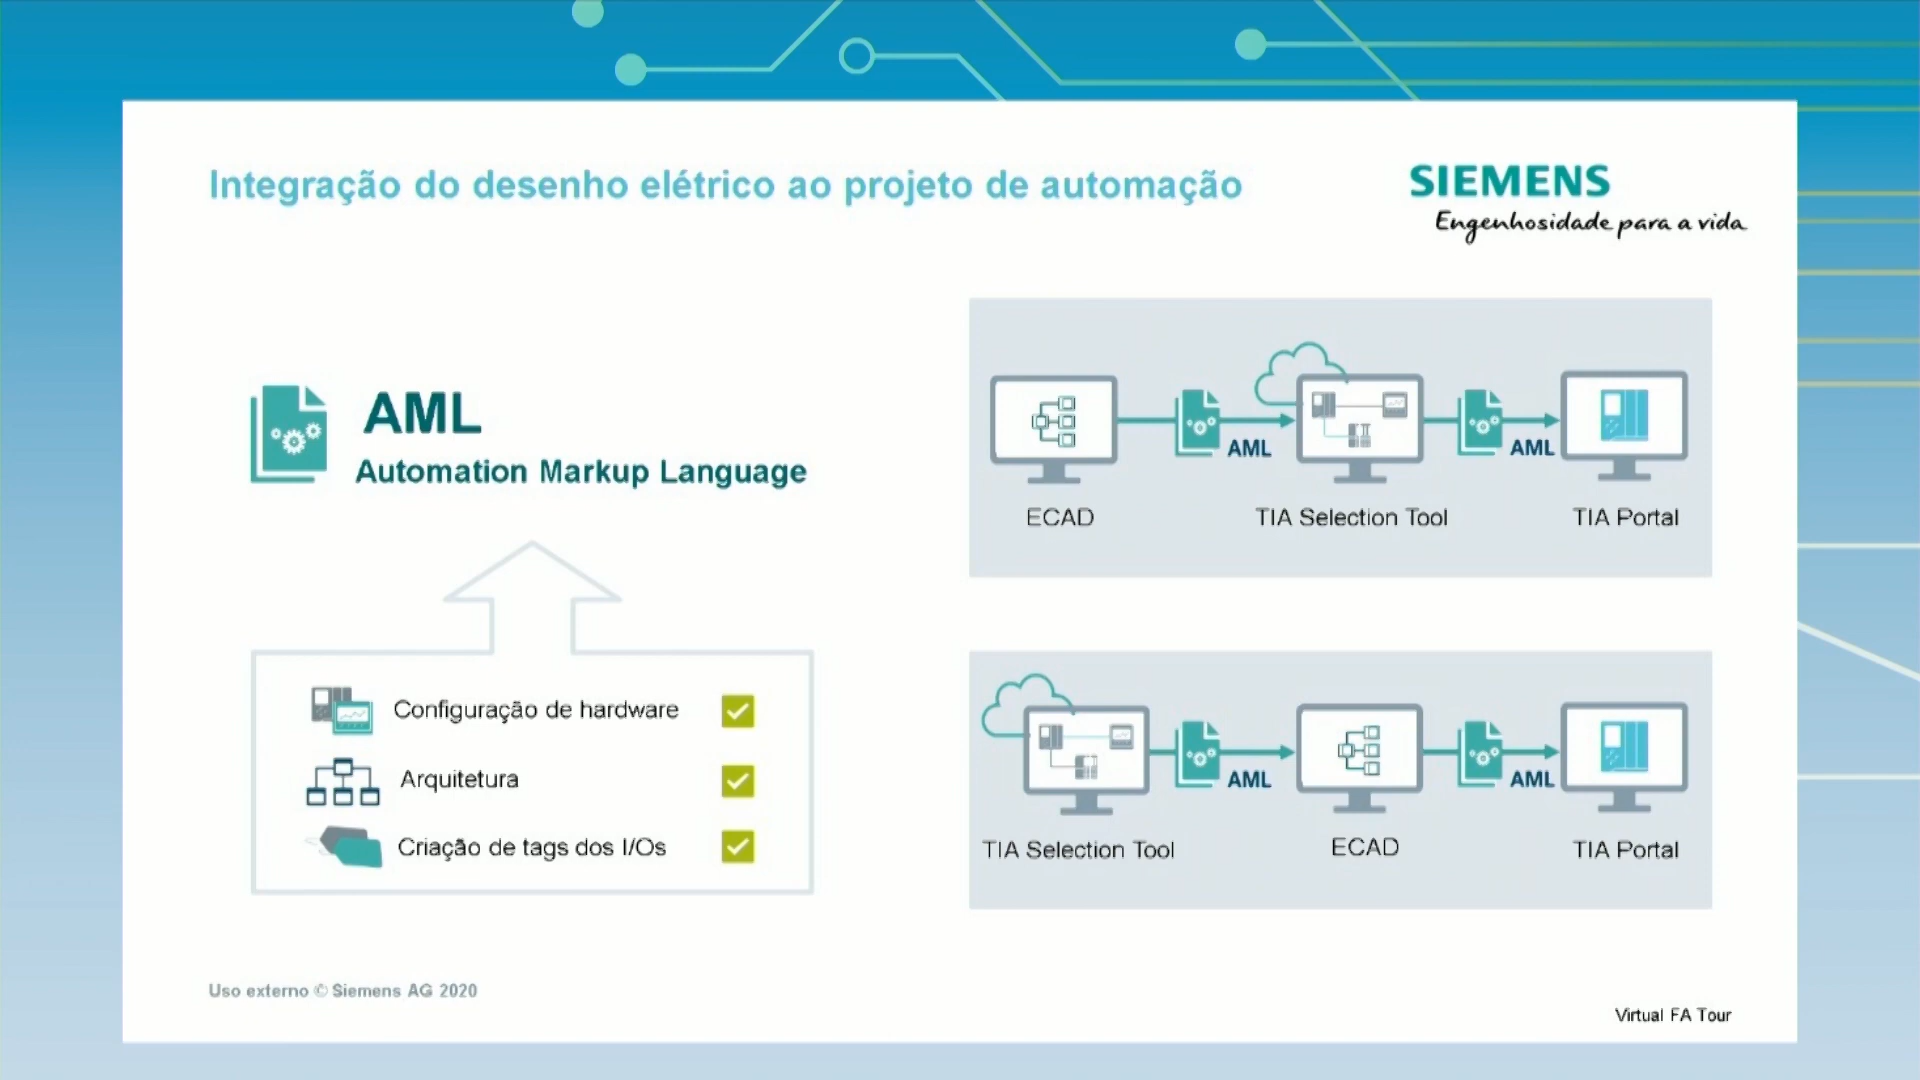 Integração do desenho elétrico ao projeto de automação
SIEMENS
Engenhosidade para a vida
AML
Automation Markup Language
Configuração de hardware
Arquitetura
Criação de tags dos I/Os
AML
AML
ECAD
TIA Selection Tool
TIA Portal
AML
AML
TIA Selection Tool
ECAD
TIA Portal
Uso externo © Siemens AG 2020
Virtual FA Tour